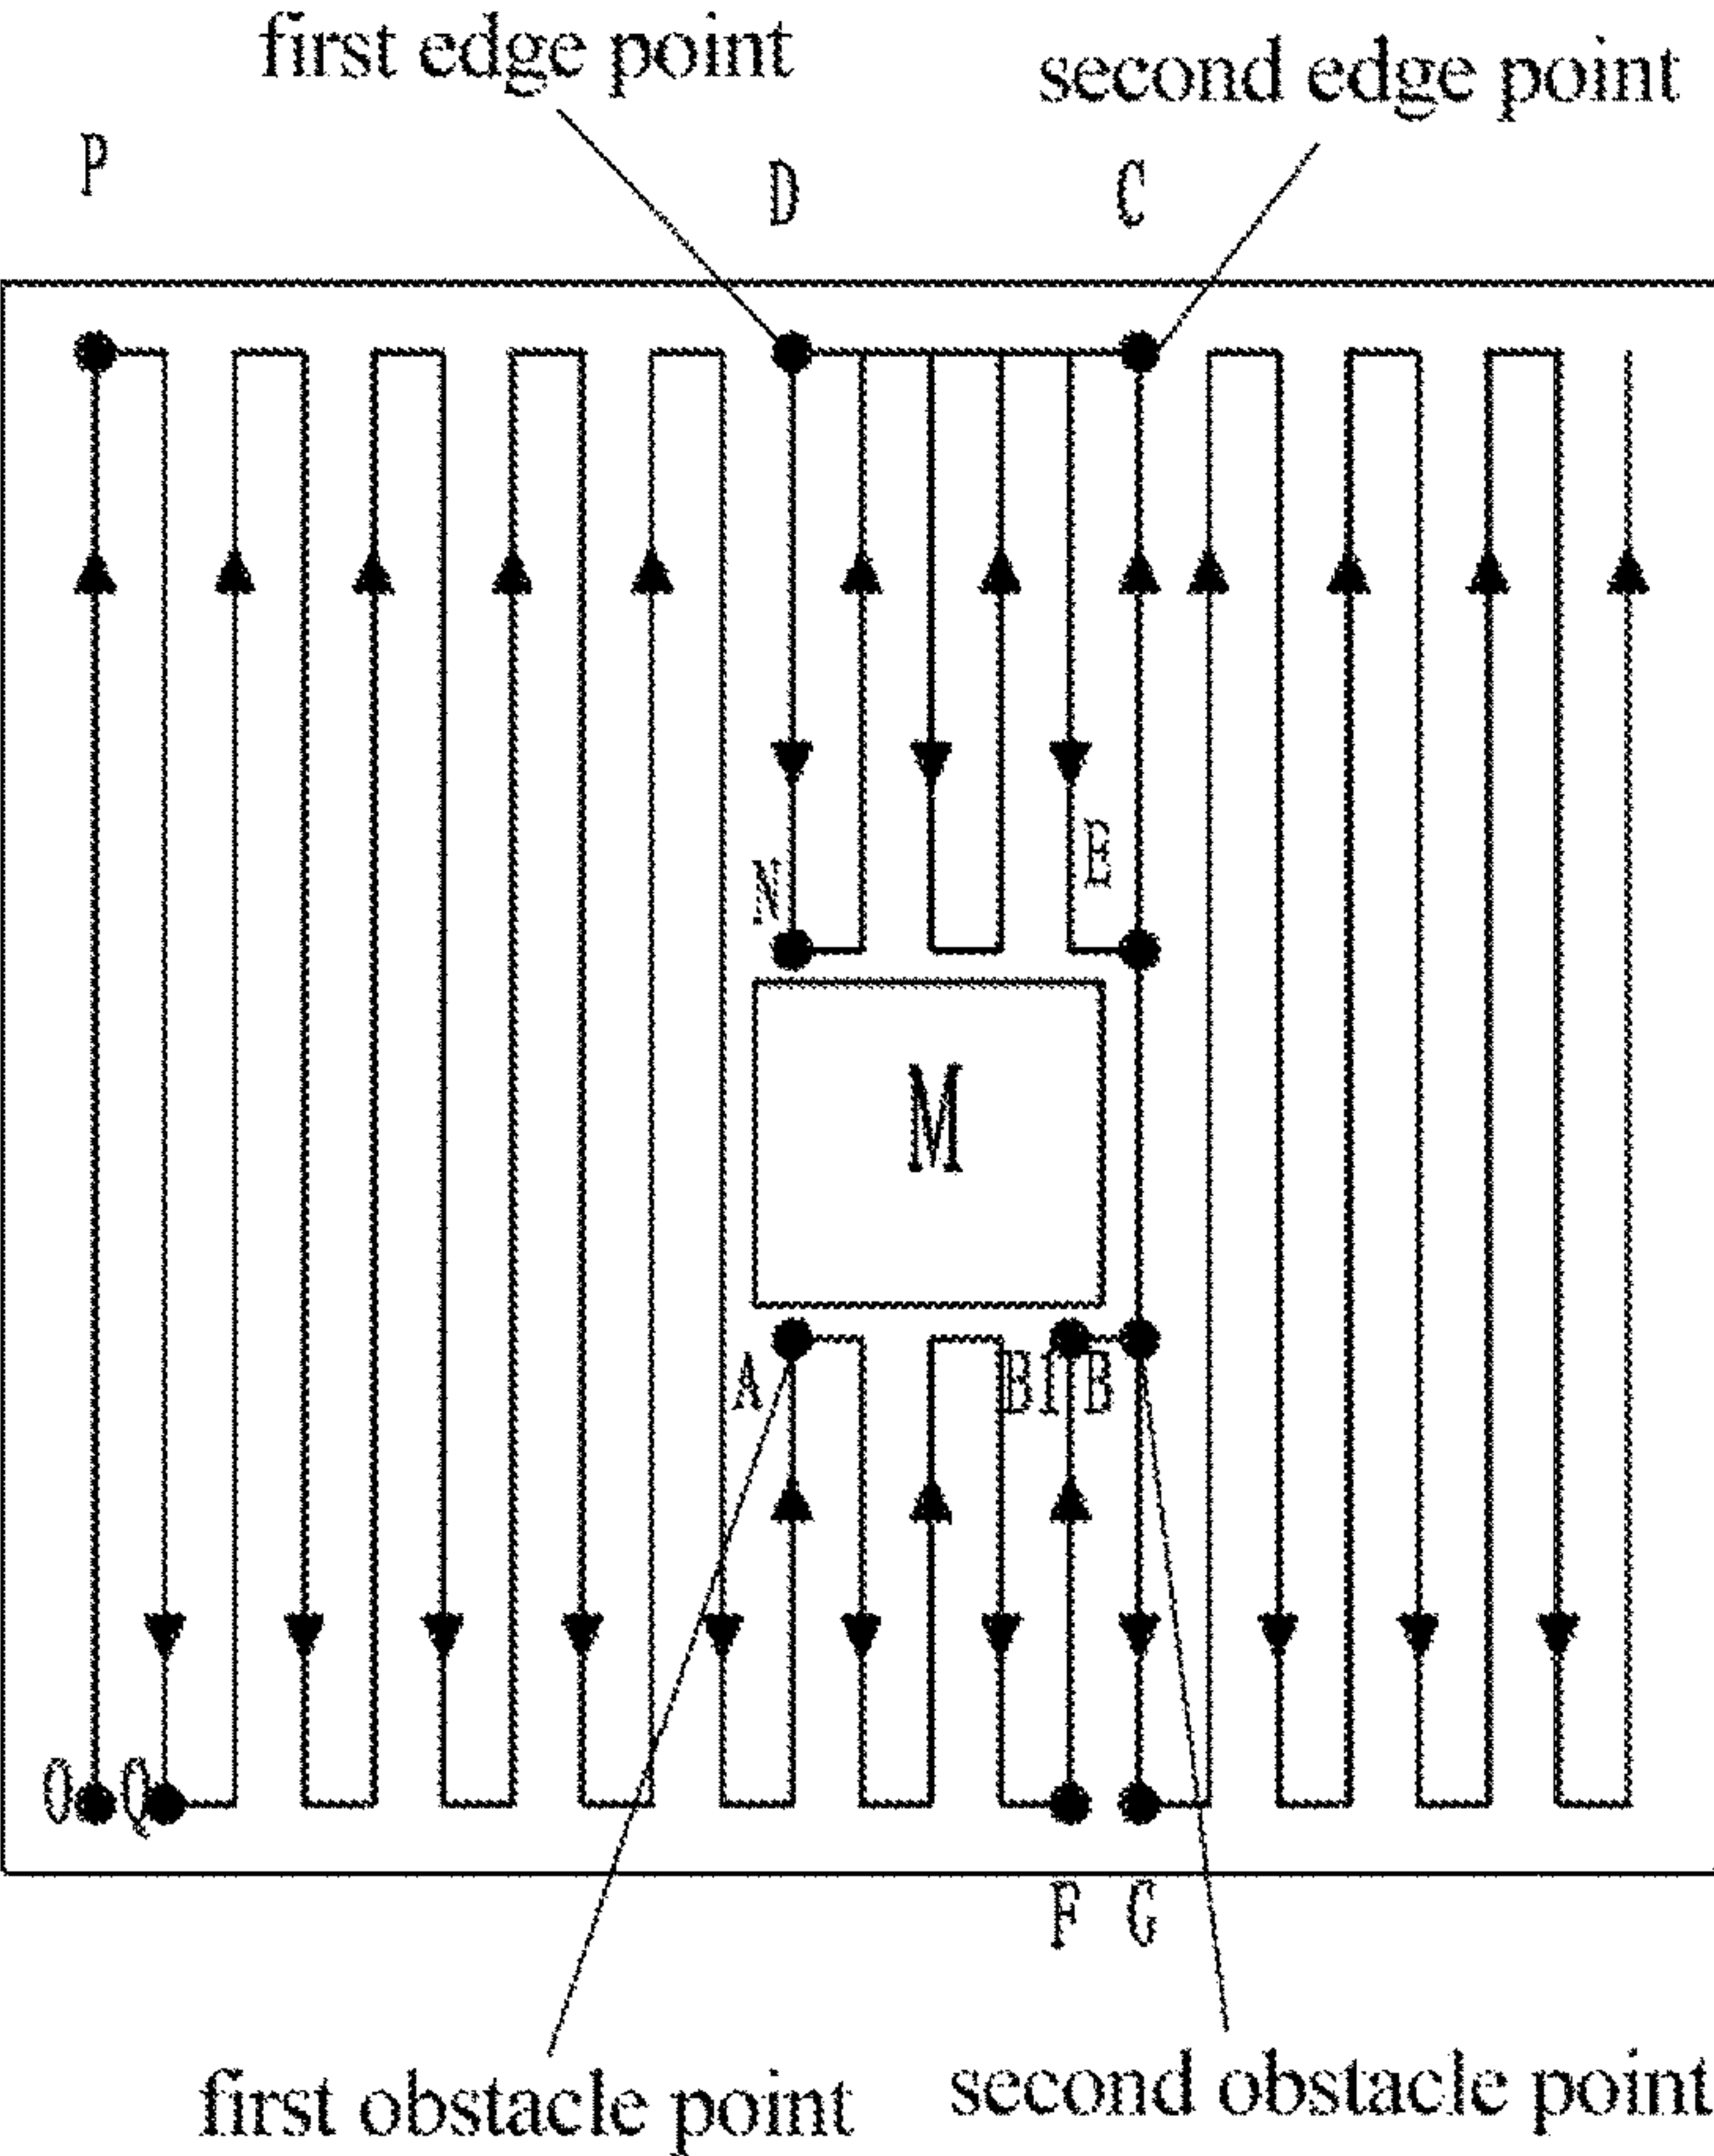 first edge point
second edge point
P
D
C
N
E
M
A
B1
B
O
Q
F
G
first obstacle point
second obstacle point